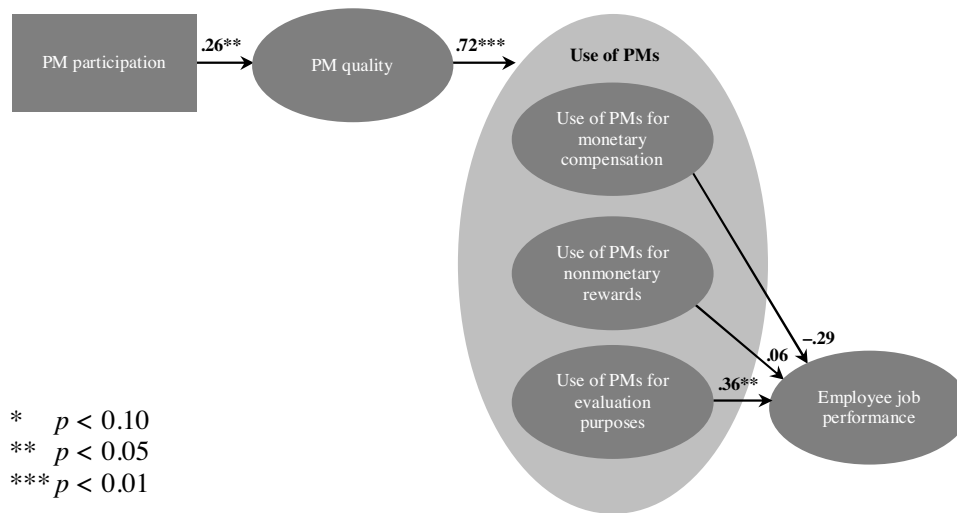 PM participation
.26**
PM quality
.72***
Use of PMs
Use of PMs for
monetary
compensation
Use of PMs for
nonmonetary
rewards
Use of PMs for
evaluation
purposes
–.29
.06
.36**
Employee job
performance
* p < 0.10
** p < 0.05
*** p < 0.01